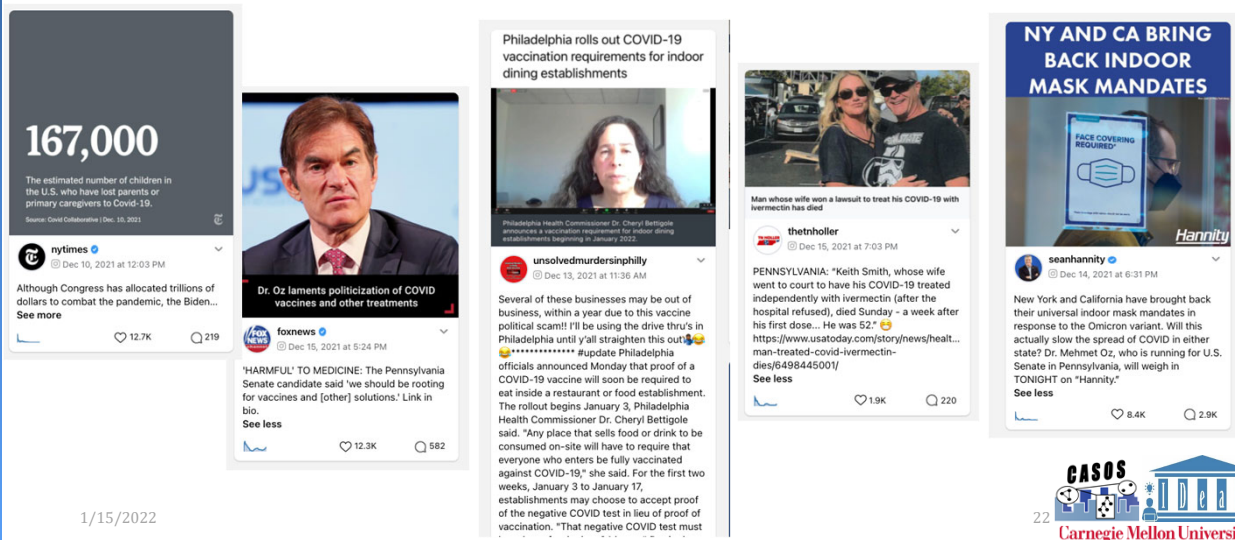 167,000
The estimated number of children in
the U.S. who have lost parents or
primary caregivers to Covid-19.
Source: Covid Collaborative | Dec. 10, 2021
nytimes
Dec 10, 2021 at 12:03 PM
Although Congress has allocated trillions of
dollars to combat the pandemic, the Biden...
See more
12.7K
219
US
Dr. Oz laments politicization of COVID
vaccines and other treatments
FOX
NEWS
foxnews
Dec 15, 2021 at 5:24 PM
'HARMFUL' TO MEDICINE: The Pennsylvania
Senate candidate said 'we should be rooting
for vaccines and [other] solutions.' Link in
bio.
See less
12.3K
582
Philadelphia rolls out COVID-19
vaccination requirements for indoor
dining establishments
Philadelphia Health Commissioner Dr. Cheryl Bettigole
announces a vaccination requirement for indoor dining
establishments beginning in January 2022.
unsolvedmurdersinphilly
Dec 13, 2021 at 11:36 AM
Several of these businesses may be out of
business, within a year due to this vaccine
political scam!! I'll be using the drive thru's in
Philadelphia until y'all straighten this out🤷😂
😂************** #update Philadelphia
officials announced Monday that proof of a
COVID-19 vaccine will soon be required to
eat inside a restaurant or food establishment.
The rollout begins January 3, Philadelphia
Health Commissioner Dr. Cheryl Bettigole
said. "Any place that sells food or drink to be
consumed on-site will have to require that
everyone who enters be fully vaccinated
against COVID-19," she said. For the first two
weeks, January 3 to January 17,
establishments may choose to accept proof
of the negative COVID test in lieu of proof of
vaccination. "That negative COVID test must
Man whose wife won a lawsuit to treat his COVID-19 with
ivermectin has died
thetnholler
Dec 15, 2021 at 7:03 PM
PENNSYLVANIA: "Keith Smith, whose wife
went to court to have his COVID-19 treated
independently with ivermectin (after the
hospital refused), died Sunday - a week after
his first dose... He was 52." 😳
https://www.usatoday.com/story/news/healt...
man-treated-covid-ivermectin-
dies/6498445001/
See less
1.9K
220
NY AND CA BRING
BACK INDOOR
MASK MANDATES
FACE COVERING
REQUIRED*
Hannity
seanhannity
Dec 14, 2021 at 6:31 PM
New York and California have brought back
their universal indoor mask mandates in
response to the Omicron variant. Will this
actually slow the spread of COVID in either
state? Dr. Mehmet Oz, who is running for U.S.
Senate in Pennsylvania, will weigh in
TONIGHT on "Hannity."
See less
8.4K
2.9K
1/15/2022
22
CASOS
IDea
Carnegie Mellon Universi